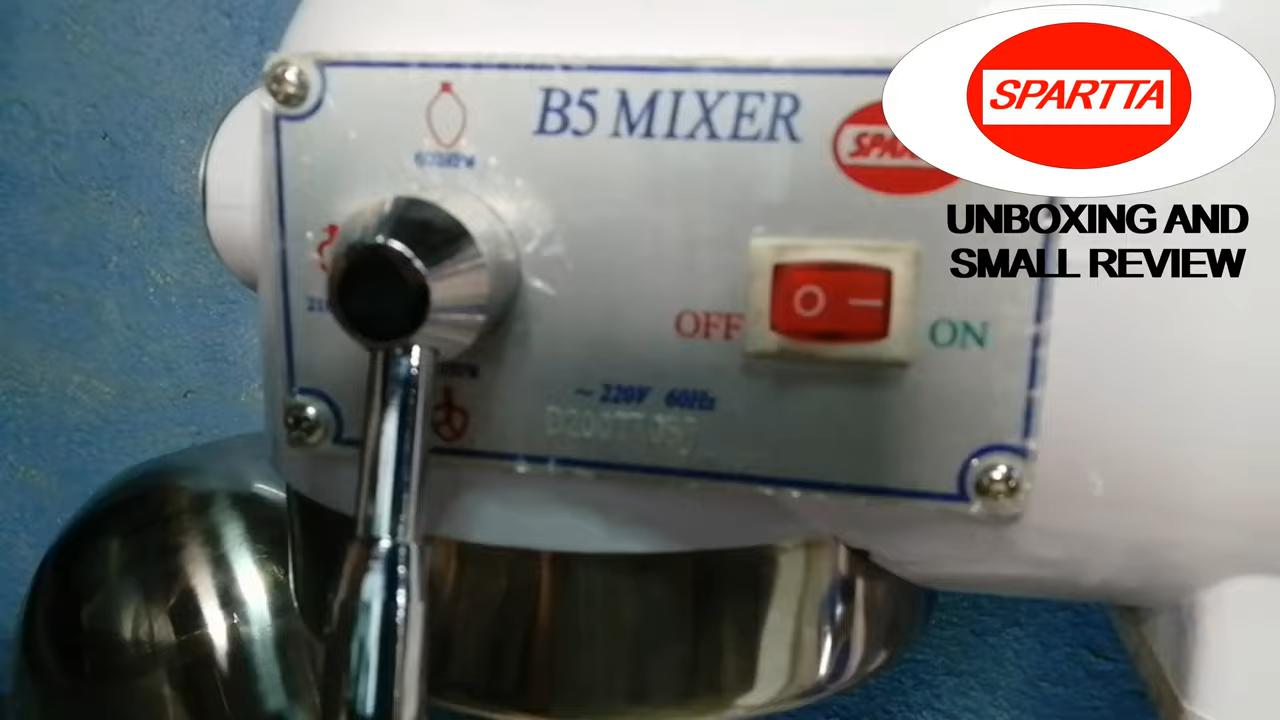 SPARTTA
UNBOXING AND
SMALL REVIEW
B5 MIXER
OFF
ON
~ 220V 60Hz